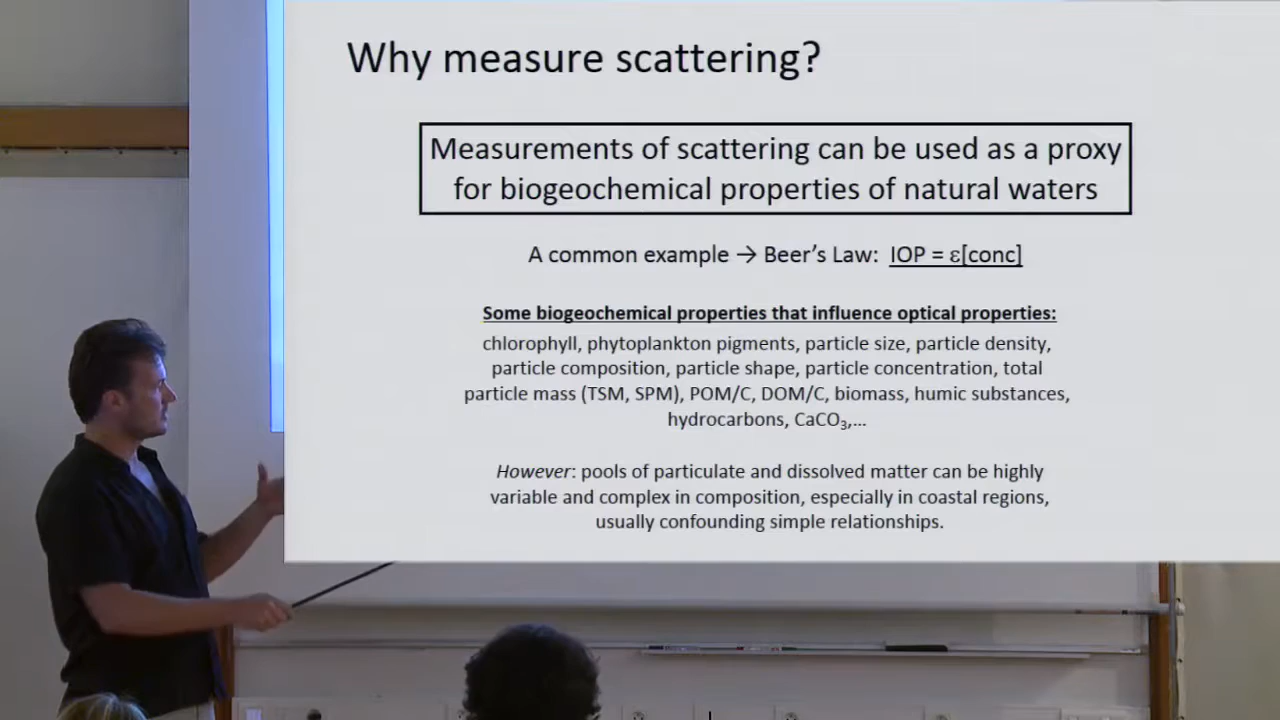 Why measure scattering?
Measurements of scattering can be used as a proxy
for biogeochemical properties of natural waters
A common example → Beer's Law: IOP = ε[conc]
Some biogeochemical properties that influence optical properties:
chlorophyll, phytoplankton pigments, particle size, particle density,
particle composition, particle shape, particle concentration, total
particle mass (TSM, SPM), POM/C, DOM/C, biomass, humic substances,
hydrocarbons, CaCO₃,...
However: pools of particulate and dissolved matter can be highly
variable and complex in composition, especially in coastal regions,
usually confounding simple relationships.